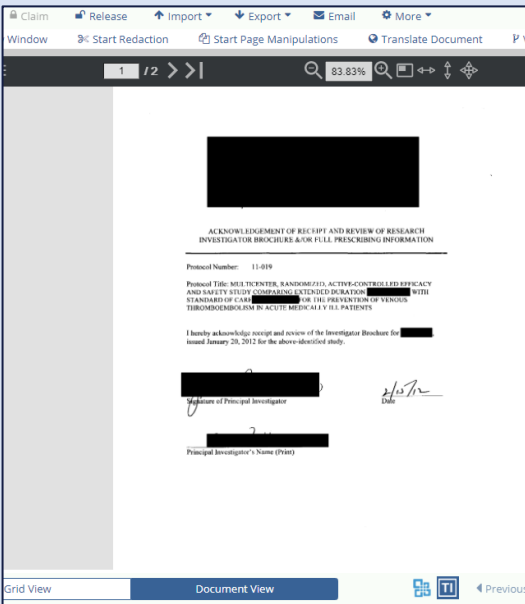 Claim Release Import Export Email More
Window Start Redaction Start Page Manipulations Translate Document
1 / 2 83.83%
ACKNOWLEDGEMENT OF RECEIPT AND REVIEW OF RESEARCH
INVESTIGATOR BROCHURE &/OR FULL PRESCRIBING INFORMATION
Protocol Number: 11-019
Protocol Title: MULTICENTER, RANDOMIZED, ACTIVE-CONTROLLED EFFICACY
AND SAFETY STUDY COMPARING EXTENDED DURATION WITH
STANDARD OF CARE FOR THE PREVENTION OF VENOUS
THROMBOEMBOLISM IN ACUTE MEDICALLY ILL PATIENTS
I hereby acknowledge receipt and review of the Investigator Brochure for
issued January 20, 2012 for the above-identified study.
Signature of Principal Investigator Date
Principal Investigator's Name (Print)
Grid View Document View TI Previous